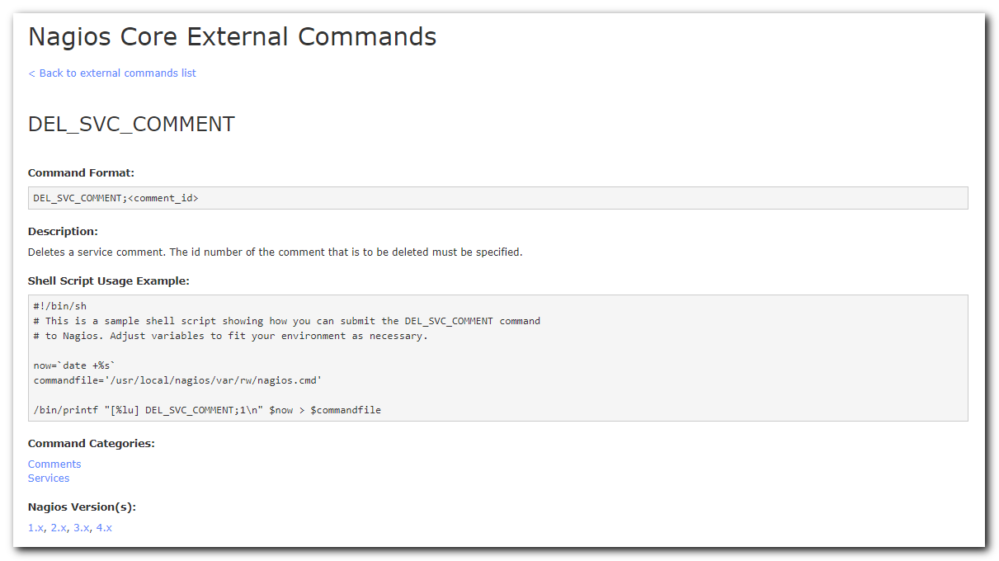 Nagios Core External Commands
< Back to external commands list
DEL_SVC_COMMENT
Command Format:
DEL_SVC_COMMENT;<comment_id>
Description:
Deletes a service comment. The id number of the comment that is to be deleted must be specified.
Shell Script Usage Example:
#!/bin/sh
# This is a sample shell script showing how you can submit the DEL_SVC_COMMENT command
# to Nagios. Adjust variables to fit your environment as necessary.
now=`date +%s`
commandfile='/usr/local/nagios/var/rw/nagios.cmd'
/bin/printf "[%lu] DEL_SVC_COMMENT;1\n" $now > $commandfile
Command Categories:
Comments
Services
Nagios Version(s):
1.x, 2.x, 3.x, 4.x